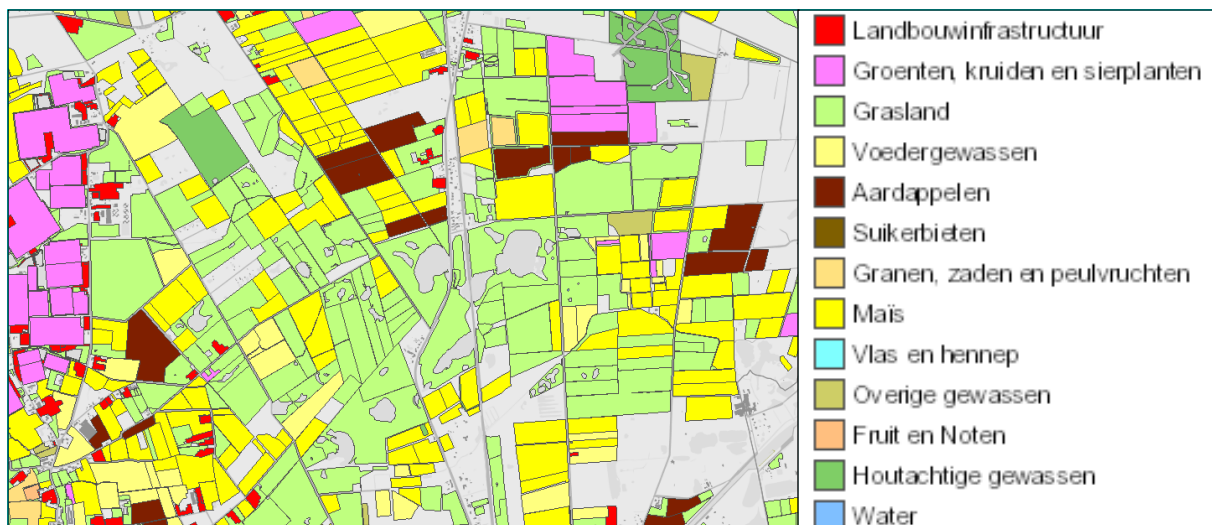 Landbouwinfrastructuur
Groenten, kruiden en sierplanten
Grasland
Voedergewassen
Aardappelen
Suikerbieten
Granen, zaden en peulvruchten
Maïs
Vlas en hennep
Overige gewassen
Fruit en Noten
Houtachtige gewassen
Water